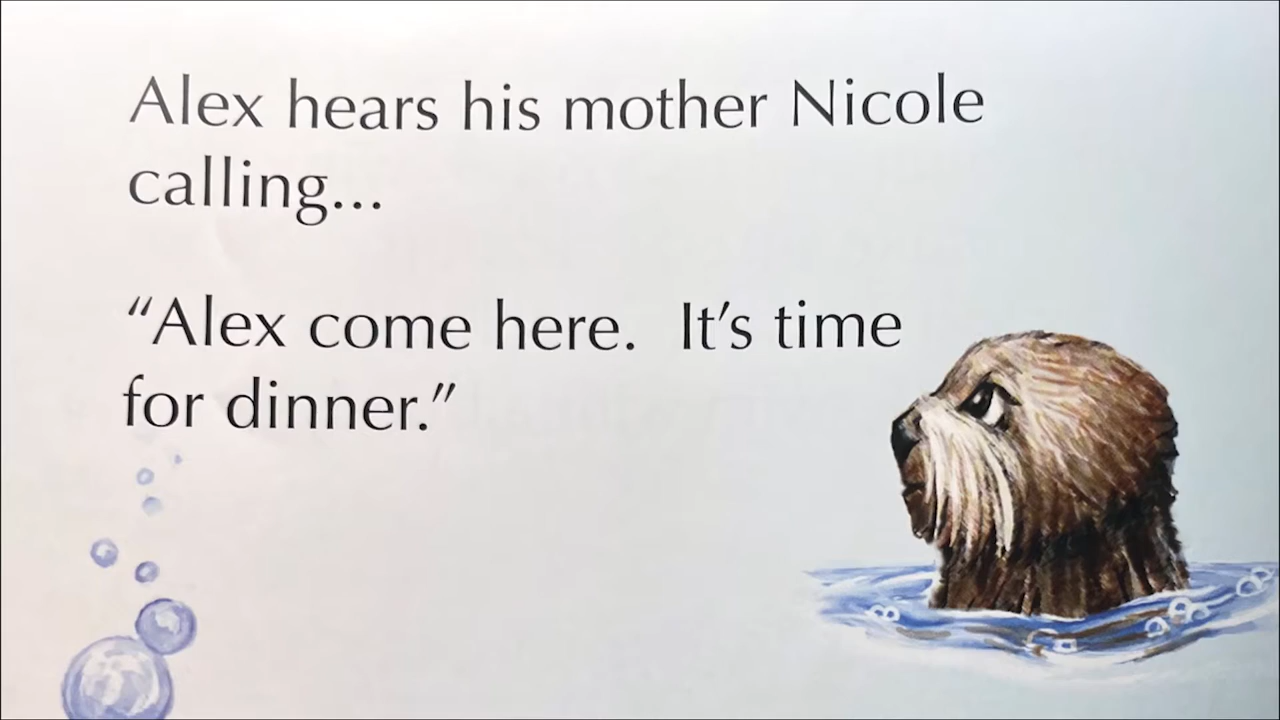 Alex hears his mother Nicole
calling...
“Alex come here. It’s time
for dinner.”